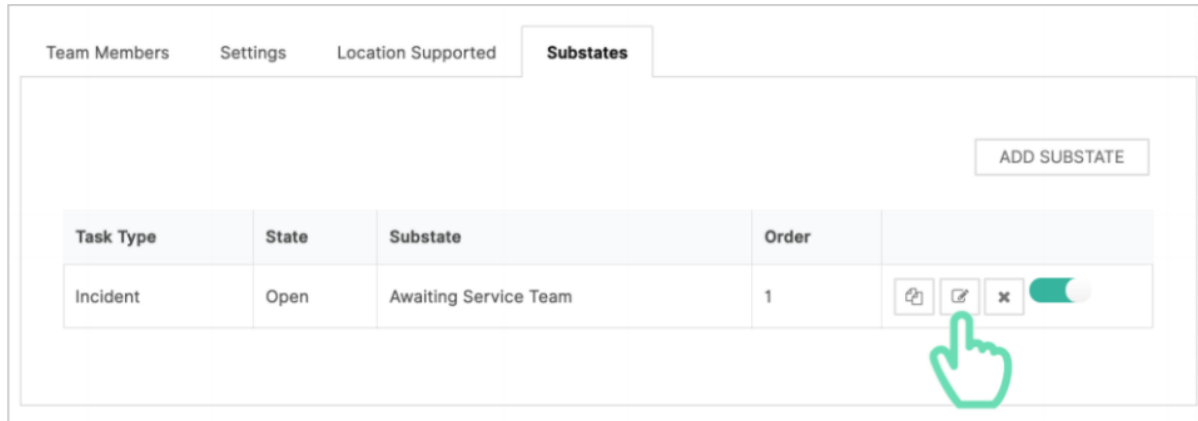 Team Members Settings Location Supported Substates
ADD SUBSTATE
Task Type State Substate Order
Incident Open Awaiting Service Team 1